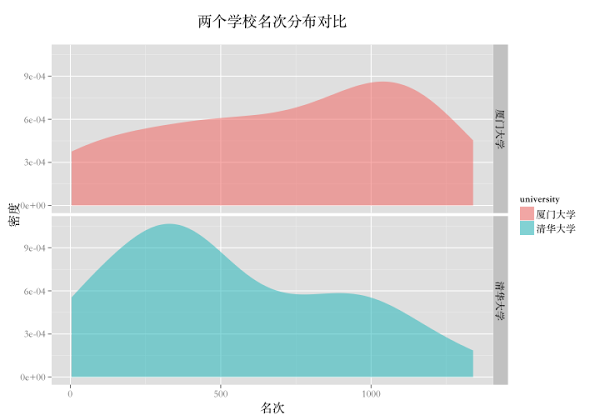 两个学校名次分布对比
9e-04
6e-04
3e-04
0e+00
厦门大学
9e-04
6e-04
3e-04
0e+00
清华大学
密度
0
500
1000
名次
university
厦门大学
清华大学